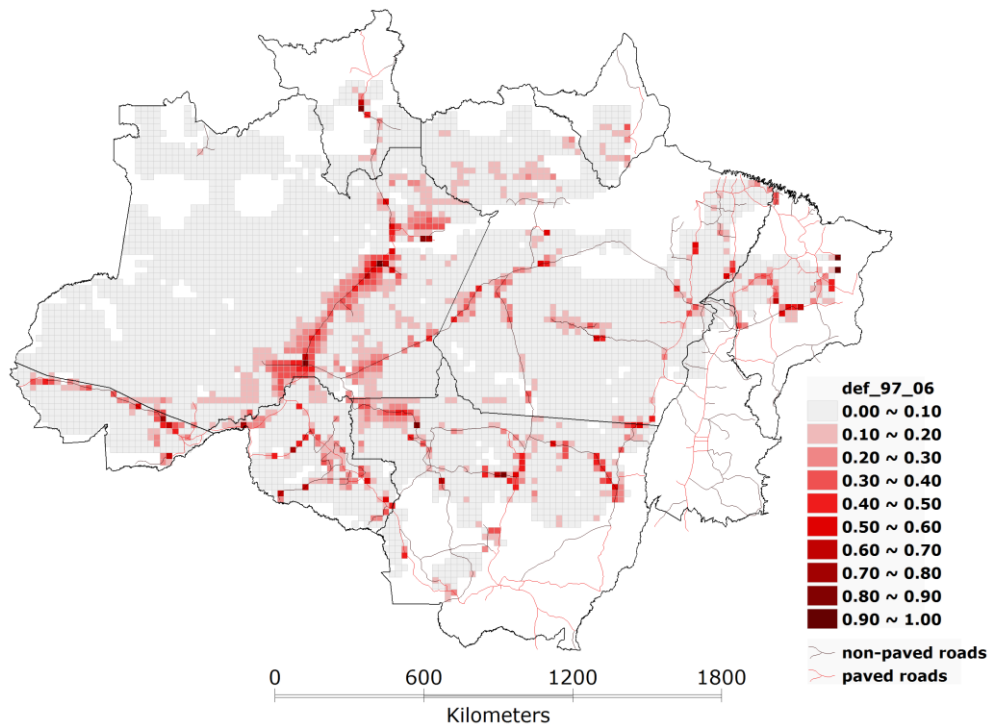 def_97_06
0.00 ~ 0.10
0.10 ~ 0.20
0.20 ~ 0.30
0.30 ~ 0.40
0.40 ~ 0.50
0.50 ~ 0.60
0.60 ~ 0.70
0.70 ~ 0.80
0.80 ~ 0.90
0.90 ~ 1.00
non-paved roads
paved roads
0 600 1200 1800
Kilometers